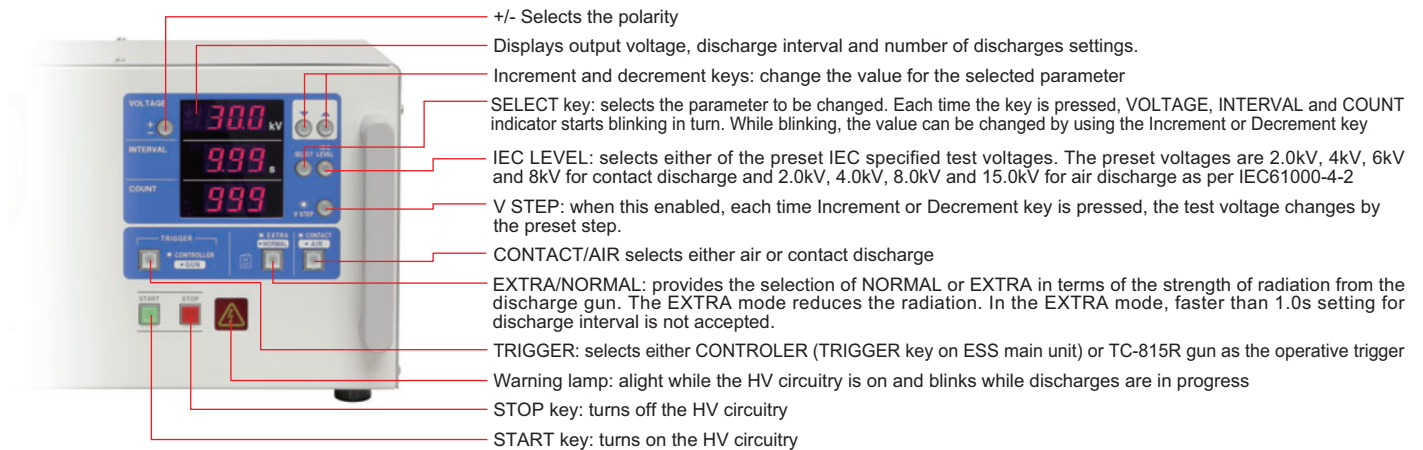 +/- Selects the polarity
Displays output voltage, discharge interval and number of discharges settings.
Increment and decrement keys: change the value for the selected parameter
SELECT key: selects the parameter to be changed. Each time the key is pressed, VOLTAGE, INTERVAL and COUNT
indicator starts blinking in turn. While blinking, the value can be changed by using the Increment or Decrement key
IEC LEVEL: selects either of the preset IEC specified test voltages. The preset voltages are 2.0kV, 4kV, 6kV
and 8kV for contact discharge and 2.0kV, 4.0kV, 8.0kV and 15.0kV for air discharge as per IEC61000-4-2
V STEP: when this enabled, each time Increment or Decrement key is pressed, the test voltage changes by
the preset step.
CONTACT/AIR selects either air or contact discharge
EXTRA/NORMAL: provides the selection of NORMAL or EXTRA in terms of the strength of radiation from the
discharge gun. The EXTRA mode reduces the radiation. In the EXTRA mode, faster than 1.0s setting for
discharge interval is not accepted.
TRIGGER: selects either CONTROLER (TRIGGER key on ESS main unit) or TC-815R gun as the operative trigger
Warning lamp: alight while the HV circuitry is on and blinks while discharges are in progress
STOP key: turns off the HV circuitry
START key: turns on the HV circuitry
VOLTAGE
+
-
30.0 kV
INTERVAL
9.99 s
SELECT
IEC
LEVEL
COUNT
999
V STEP
TRIGGER
CONTROLLER
GUN
EXTRA
NORMAL
CONTACT
AIR
START
STOP